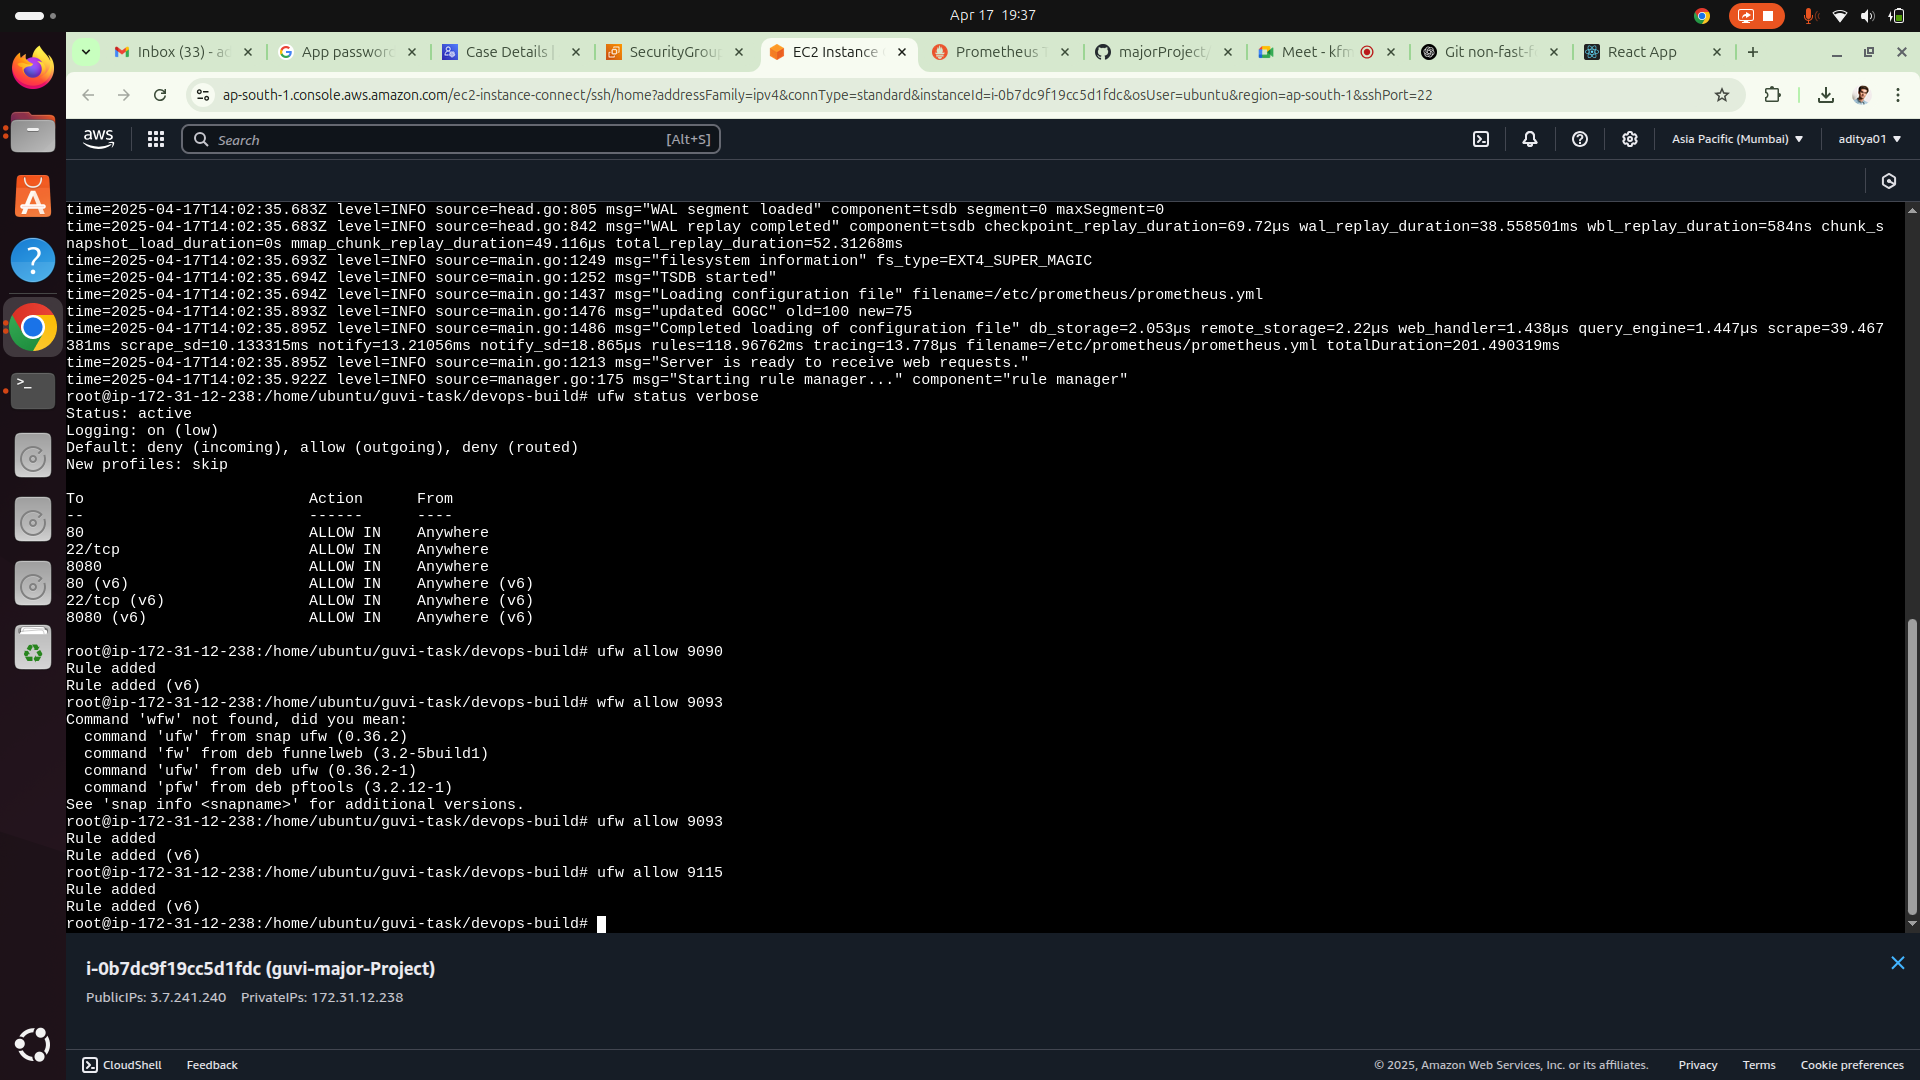 Apr 17 19:37
Inbox (33) - ad
App password
Case Details |
SecurityGroup
EC2 Instance
Prometheus T
majorProject/
Meet - kfm
Git non-fast-f
React App
ap-south-1.console.aws.amazon.com/ec2-instance-connect/ssh/home?addressFamily=ipv4&connType=standard&instanceId=i-0b7dc9f19cc5d1fdc&osUser=ubuntu&region=ap-south-1&sshPort=22
aws
Search
[Alt+S]
Asia Pacific (Mumbai)
aditya01
time=2025-04-17T14:02:35.683Z level=INFO source=head.go:805 msg="WAL segment loaded" component=tsdb segment=0 maxSegment=0
time=2025-04-17T14:02:35.683Z level=INFO source=head.go:842 msg="WAL replay completed" component=tsdb checkpoint_replay_duration=69.72µs wal_replay_duration=38.558501ms wbl_replay_duration=584ns chunk_s
napshot_load_duration=0s mmap_chunk_replay_duration=49.116µs total_replay_duration=52.31268ms
time=2025-04-17T14:02:35.693Z level=INFO source=main.go:1249 msg="filesystem information" fs_type=EXT4_SUPER_MAGIC
time=2025-04-17T14:02:35.694Z level=INFO source=main.go:1252 msg="TSDB started"
time=2025-04-17T14:02:35.694Z level=INFO source=main.go:1437 msg="Loading configuration file" filename=/etc/prometheus/prometheus.yml
time=2025-04-17T14:02:35.893Z level=INFO source=main.go:1476 msg="updated GOGC" old=100 new=75
time=2025-04-17T14:02:35.895Z level=INFO source=main.go:1486 msg="Completed loading of configuration file" db_storage=2.053µs remote_storage=2.22µs web_handler=1.438µs query_engine=1.447µs scrape=39.467
381ms scrape_sd=10.133315ms notify=13.21056ms notify_sd=18.865µs rules=118.96762ms tracing=13.778µs filename=/etc/prometheus/prometheus.yml totalDuration=201.490319ms
time=2025-04-17T14:02:35.895Z level=INFO source=main.go:1213 msg="Server is ready to receive web requests."
time=2025-04-17T14:02:35.922Z level=INFO source=manager.go:175 msg="Starting rule manager..." component="rule manager"
root@ip-172-31-12-238:/home/ubuntu/guvi-task/devops-build# ufw status verbose
Status: active
Logging: on (low)
Default: deny (incoming), allow (outgoing), deny (routed)
New profiles: skip
To Action From
-- ------ ----
80 ALLOW IN Anywhere
22/tcp ALLOW IN Anywhere
8080 ALLOW IN Anywhere
80 (v6) ALLOW IN Anywhere (v6)
22/tcp (v6) ALLOW IN Anywhere (v6)
8080 (v6) ALLOW IN Anywhere (v6)
root@ip-172-31-12-238:/home/ubuntu/guvi-task/devops-build# ufw allow 9090
Rule added
Rule added (v6)
root@ip-172-31-12-238:/home/ubuntu/guvi-task/devops-build# wfw allow 9093
Command 'wfw' not found, did you mean:
command 'ufw' from snap ufw (0.36.2)
command 'fw' from deb funnelweb (3.2-5build1)
command 'ufw' from deb ufw (0.36.2-1)
command 'pfw' from deb pftools (3.2.12-1)
See 'snap info <snapname>' for additional versions.
root@ip-172-31-12-238:/home/ubuntu/guvi-task/devops-build# ufw allow 9093
Rule added
Rule added (v6)
root@ip-172-31-12-238:/home/ubuntu/guvi-task/devops-build# ufw allow 9115
Rule added
Rule added (v6)
root@ip-172-31-12-238:/home/ubuntu/guvi-task/devops-build#
i-0b7dc9f19cc5d1fdc (guvi-major-Project)
PublicIPs: 3.7.241.240 PrivateIPs: 172.31.12.238
CloudShell
Feedback
© 2025, Amazon Web Services, Inc. or its affiliates.
Privacy
Terms
Cookie preferences